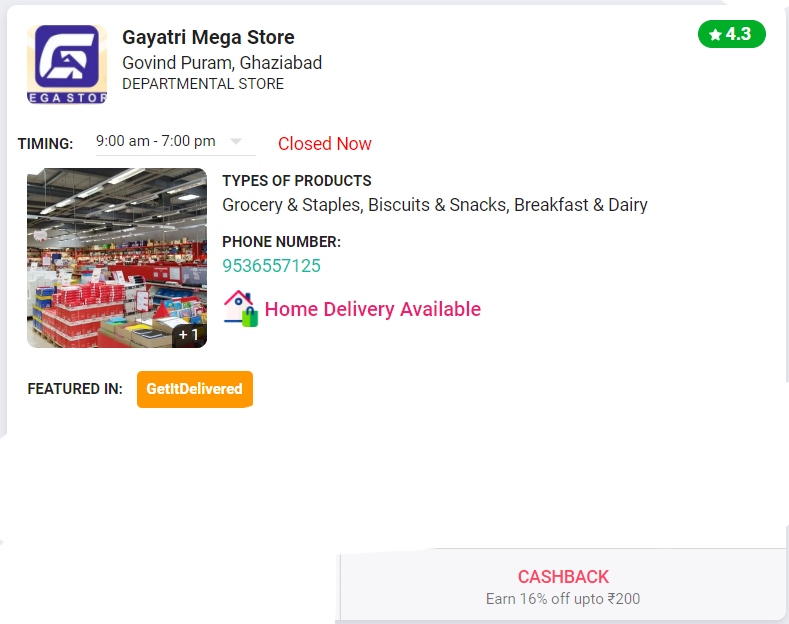 Gayatri Mega Store
4.3
Govind Puram, Ghaziabad
DEPARTMENTAL STORE
EGA STOR
TIMING:
9:00 am - 7:00 pm
Closed Now
TYPES OF PRODUCTS
Grocery & Staples, Biscuits & Snacks, Breakfast & Dairy
PHONE NUMBER:
9536557125
Home Delivery Available
+ 1
FEATURED IN:
GetItDelivered
CASHBACK
Earn 16% off upto ₹200